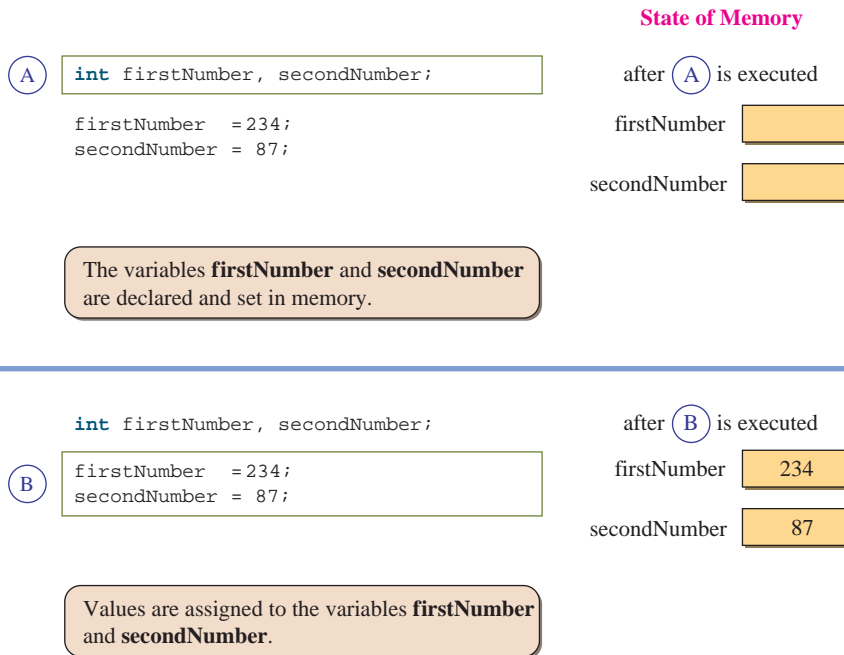 State of Memory
A
int firstNumber, secondNumber;
after A is executed
firstNumber =234;
secondNumber = 87;
firstNumber
secondNumber
The variables firstNumber and secondNumber
are declared and set in memory.
int firstNumber, secondNumber;
after B is executed
B
firstNumber =234;
secondNumber = 87;
firstNumber 234
secondNumber 87
Values are assigned to the variables firstNumber
and secondNumber.